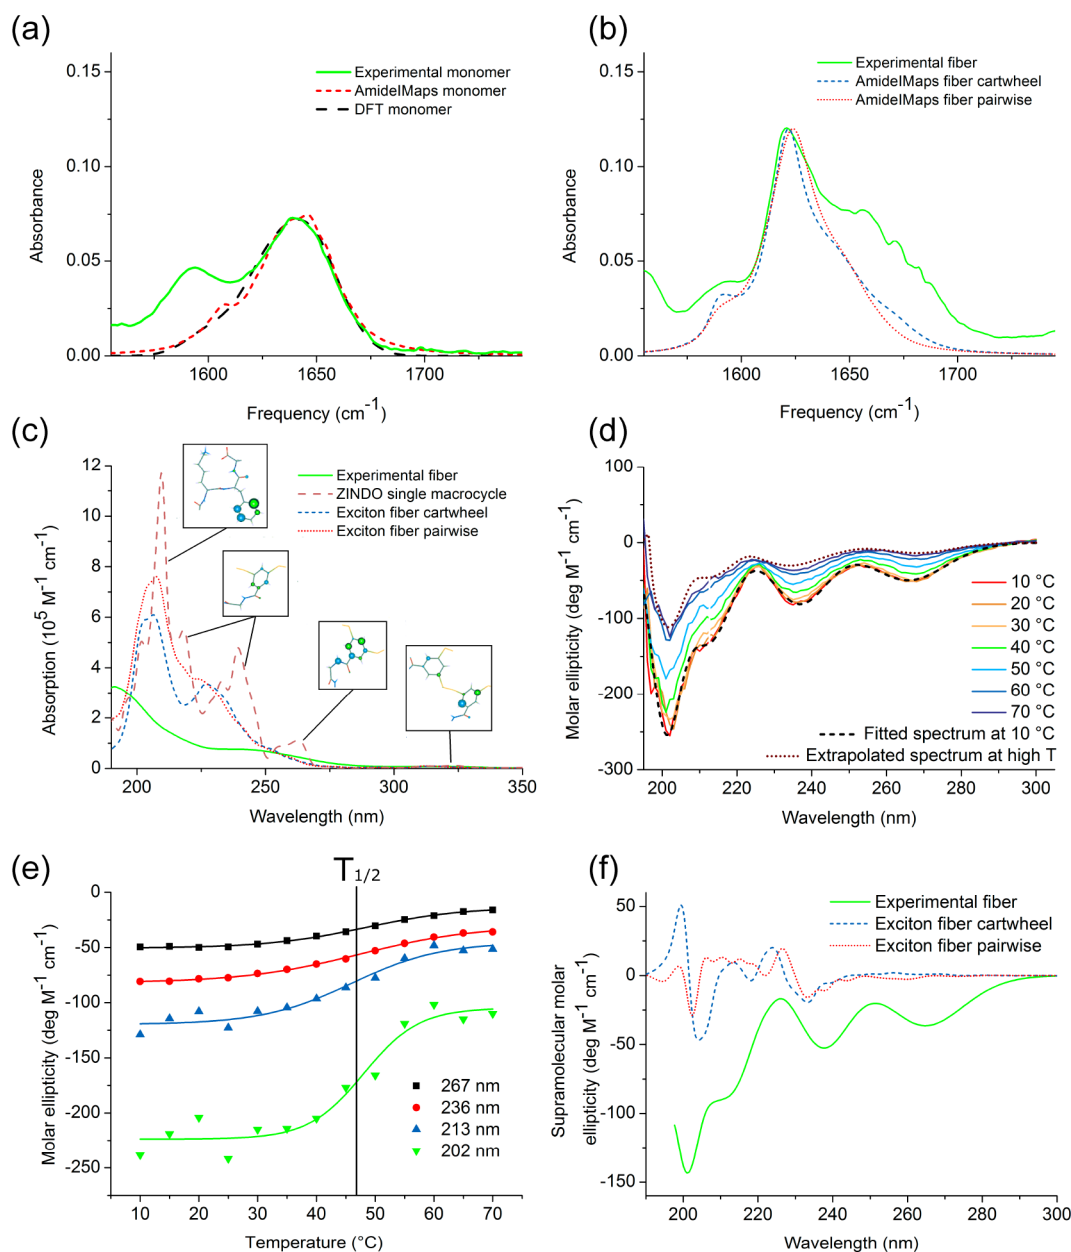 (a)
0.15
0.10
0.05
0.00
Absorbance
Experimental monomer
AmideIMaps monomer
DFT monomer
1600
1650
1700
Frequency (cm-1)
(b)
0.15
0.10
0.05
0.00
Absorbance
Experimental fiber
AmideIMaps fiber cartwheel
AmideIMaps fiber pairwise
1600
1650
1700
Frequency (cm-1)
(c)
12
11
9
8
6
5
3
2
0
Absorption (10^5 M-1 cm-1)
Experimental fiber
ZINDO single macrocycle
Exciton fiber cartwheel
Exciton fiber pairwise
200
250
300
350
Wavelength (nm)
(d)
100
0
-100
-200
-300
Molar ellipticity (deg M-1 cm-1)
10 °C
20 °C
30 °C
40 °C
50 °C
60 °C
70 °C
Fitted spectrum at 10 °C
Extrapolated spectrum at high T
200
220
240
260
280
300
Wavelength (nm)
(e)
T1/2
0
-50
-100
-150
-200
-250
Molar ellipticity (deg M-1 cm-1)
267 nm
236 nm
213 nm
202 nm
10
20
30
40
50
60
70
Temperature (°C)
(f)
50
0
-50
-100
-150
Supramolecular molar
ellipticity (deg M-1 cm-1)
Experimental fiber
Exciton fiber cartwheel
Exciton fiber pairwise
200
220
240
260
280
300
Wavelength (nm)